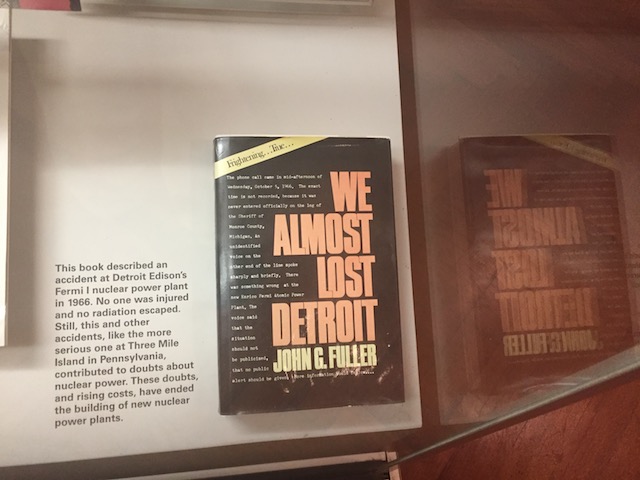 This book described an
accident at Detroit Edison's
Fermi I nuclear power plant
in 1966. No one was injured
and no radiation escaped.
Still, this and other
accidents, like the more
serious one at Three Mile
Island in Pennsylvania,
contributed to doubts about
nuclear power. These doubts,
and rising costs, have ended
the building of new nuclear
power plants.
Frightening...True...
The phone call came in mid-afternoon of
Wednesday, October 5, 1966. The exact
time is not recorded, because it was
never entered officially on the log of
the Sheriff of
Monroe County,
Michigan. An
unidentified
voice on the
other end of the line spoke
sharply and briefly. There
was something wrong at the
new Enrico Fermi Atomic Power
Plant. The
voice said
that the
situation
should not
be publicized,
that no public
alert should be given.
WE
ALMOST
LOST
DETROIT
JOHN G. FULLER